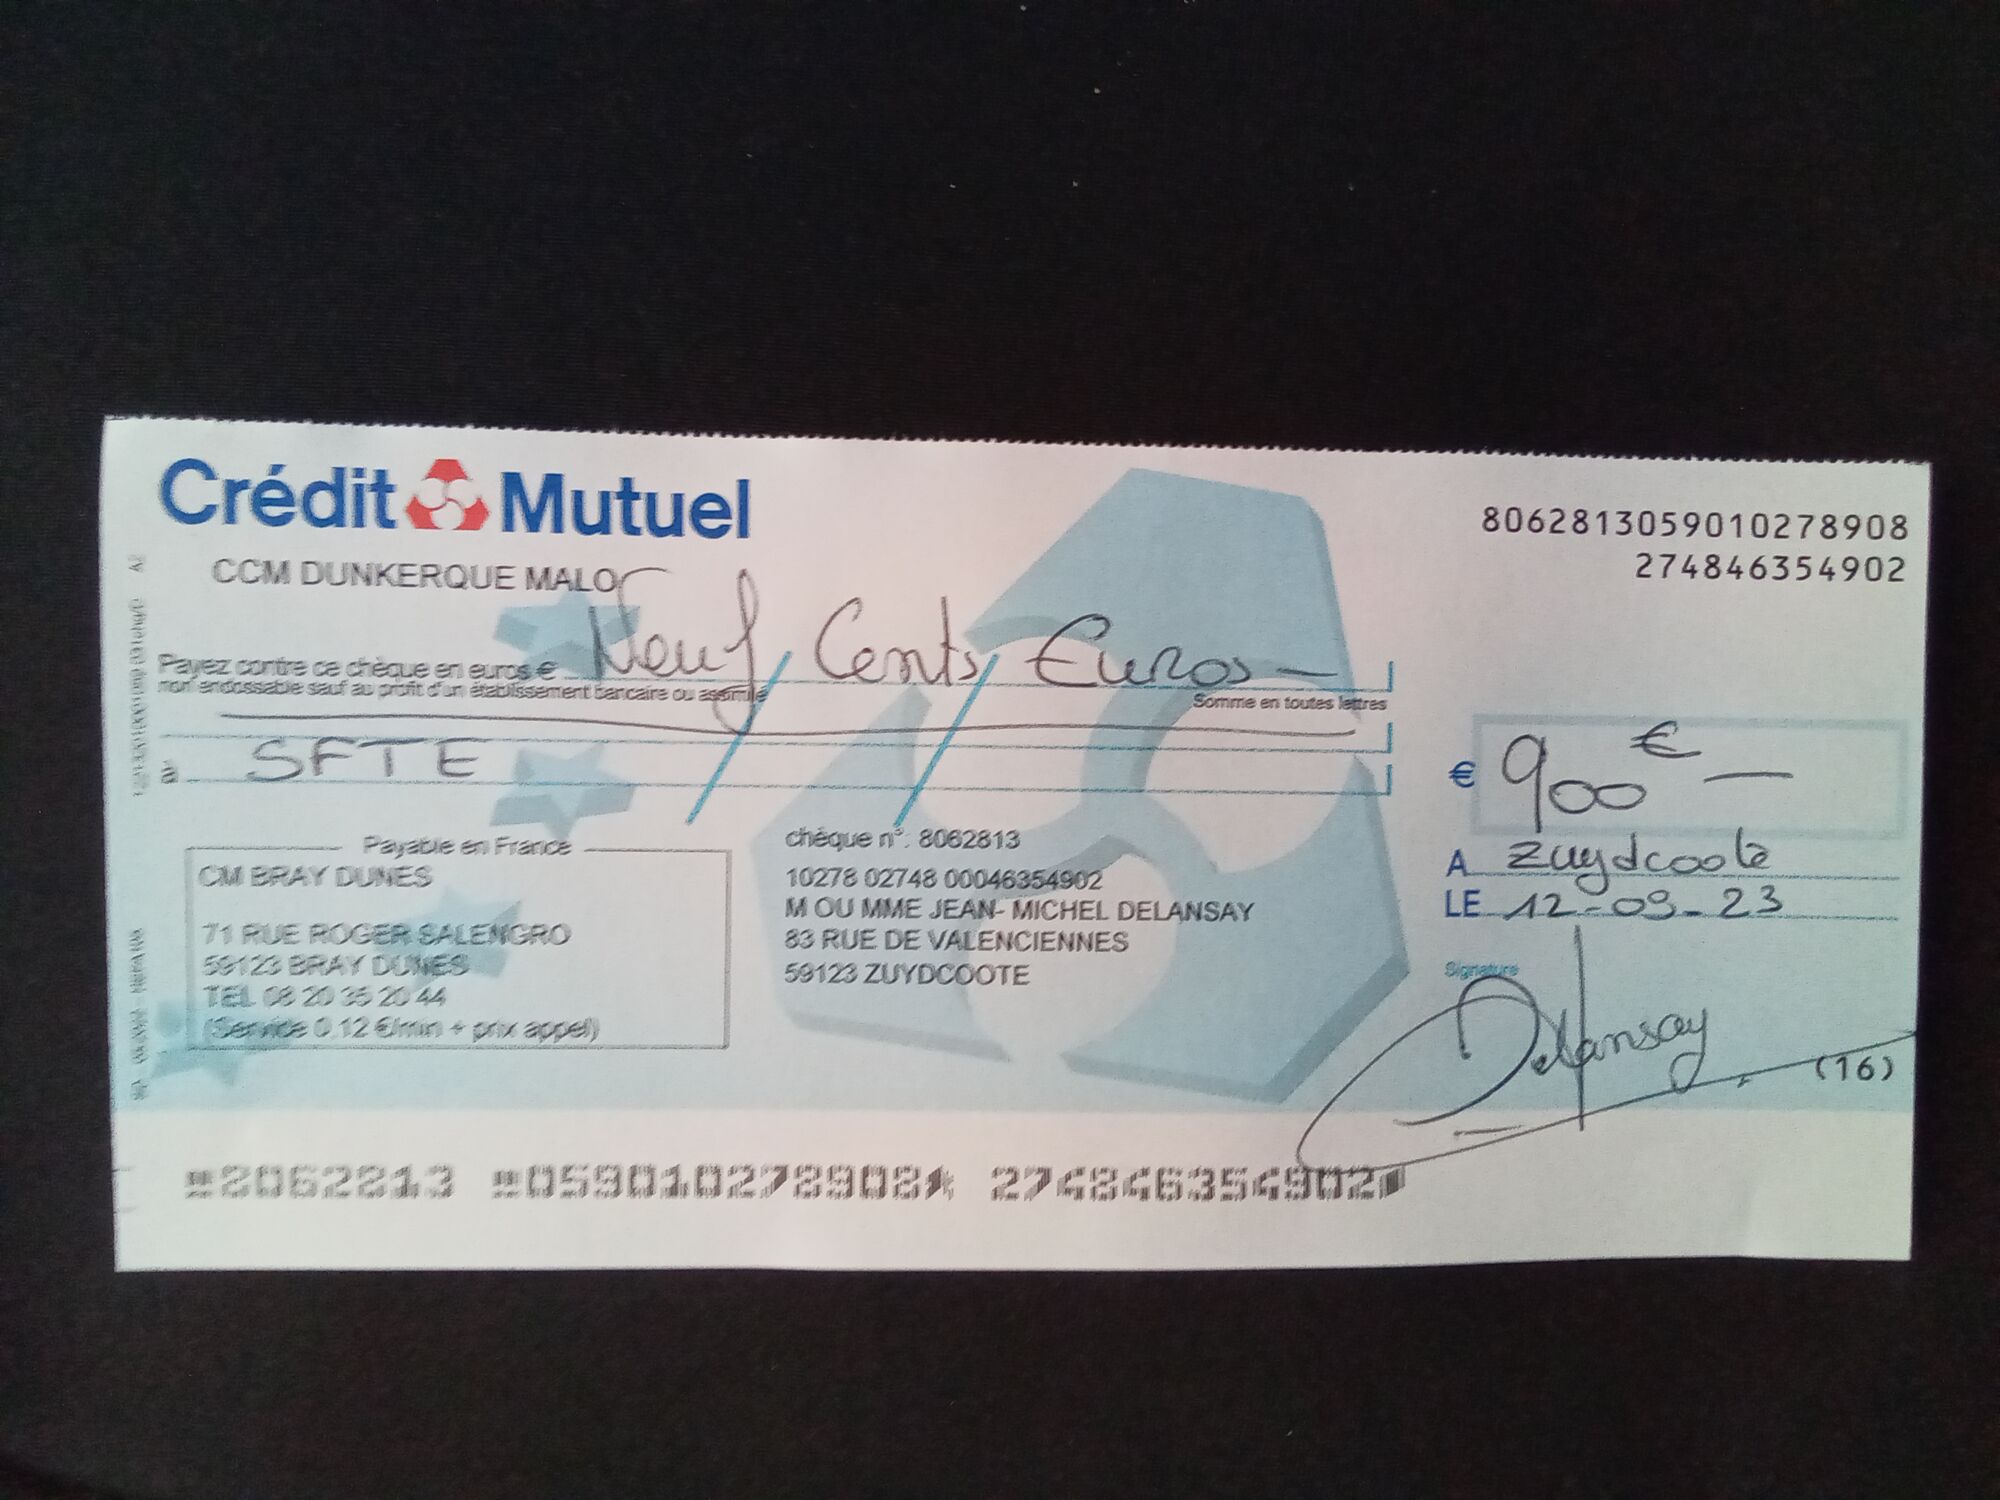 Crédit Mutuel
8062813059010278908
274846354902
CCM DUNKERQUE MALO
Neuf Cents Euros
Payez contre ce chèque en euros €
non endossable sauf au profit d'un établissement bancaire ou assimilé
Somme en toutes lettres
à SFTE
€ 900 € —
A Zuydcoote
LE 12-09-23
Payable en France
CM BRAY DUNES
71 RUE ROGER SALENGRO
59123 BRAY DUNES
TEL 08 20 35 20 44
(Service 0.12 €/min + prix appel)
chèque n°: 8062813
10278 02748 00046354902
M OU MME JEAN- MICHEL DELANSAY
83 RUE DE VALENCIENNES
59123 ZUYDCOOTE
Signature
Delansay
(16)
8062813 059010278908 274846354902